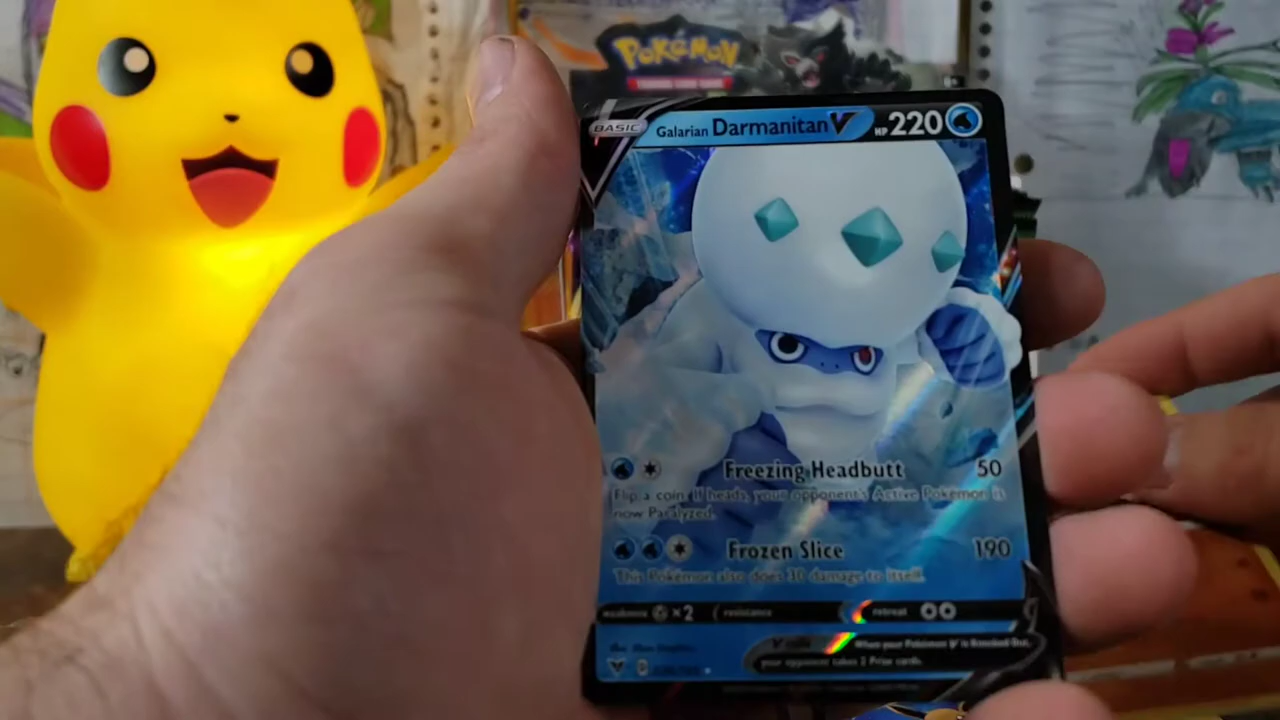 POKÉMON
BASIC
Galarian Darmanitan V HP 220
Freezing Headbutt 50
Flip a coin. If heads, your opponent's Active Pokémon is
now Paralyzed.
Frozen Slice 190
This Pokémon also does 30 damage to itself.
weakness ×2 resistance retreat
V rule When your Pokémon V is Knocked Out,
your opponent takes 2 Prize cards.